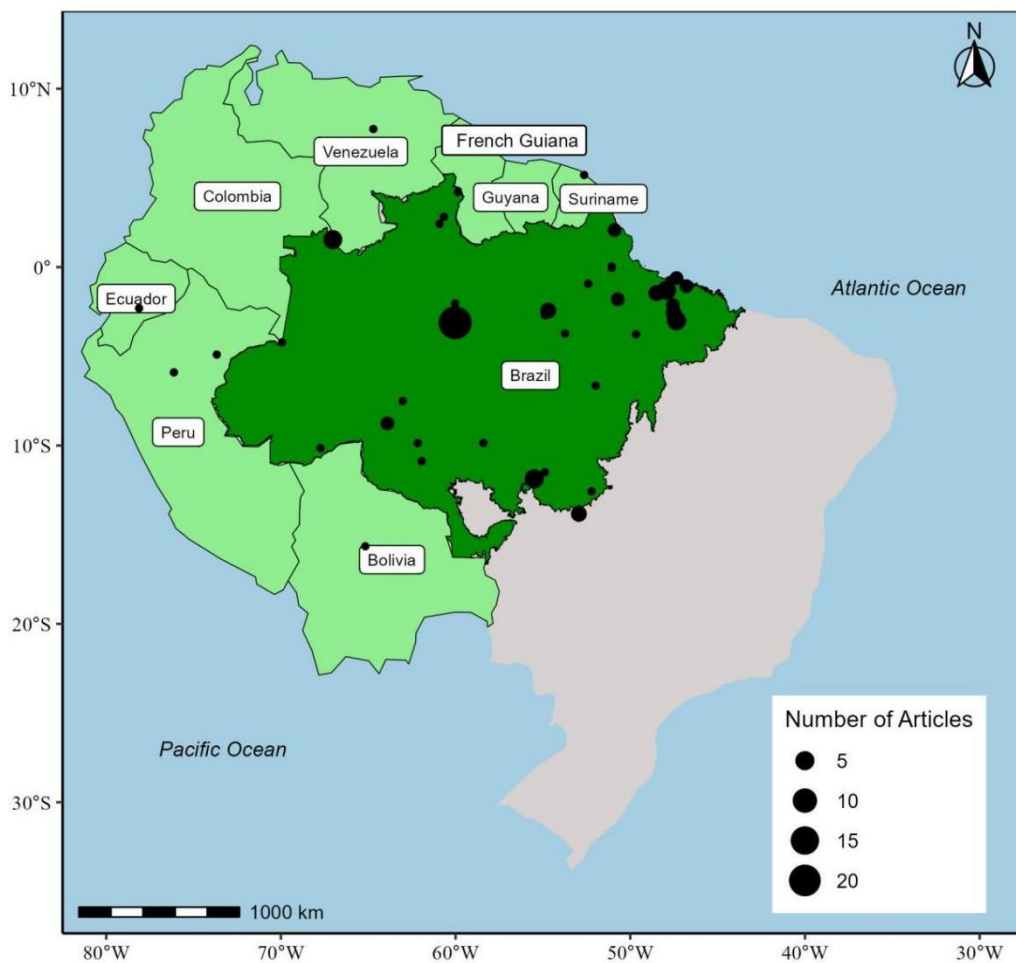 N
10°N
0°
10°S
20°S
30°S
French Guiana
Venezuela
Colombia
Guyana
Suriname
Ecuador
Atlantic Ocean
Brazil
Peru
Bolivia
Pacific Ocean
Number of Articles
5
10
15
20
1000 km
80°W 70°W 60°W 50°W 40°W 30°W